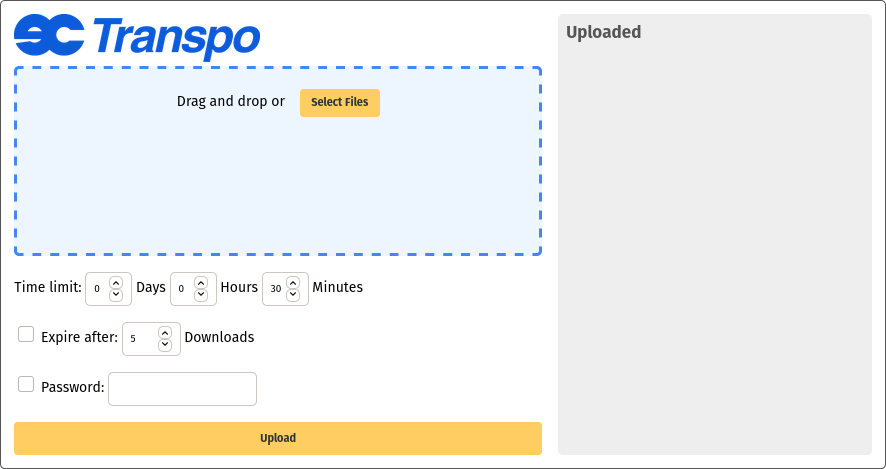 ec Transpo
Drag and drop or Select Files
Time limit: 0 Days 0 Hours 30 Minutes
Expire after: 5 Downloads
Password:
Upload
Uploaded